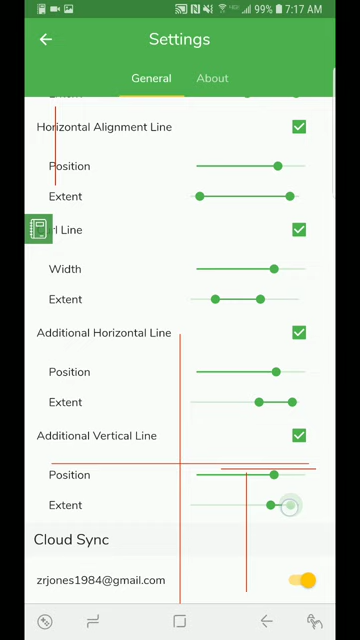 99% 7:17 AM
Settings
General About
Horizontal Alignment Line
Position
Extent
Line
Width
Extent
Additional Horizontal Line
Position
Extent
Additional Vertical Line
Position
Extent
Cloud Sync
zrjones1984@gmail.com